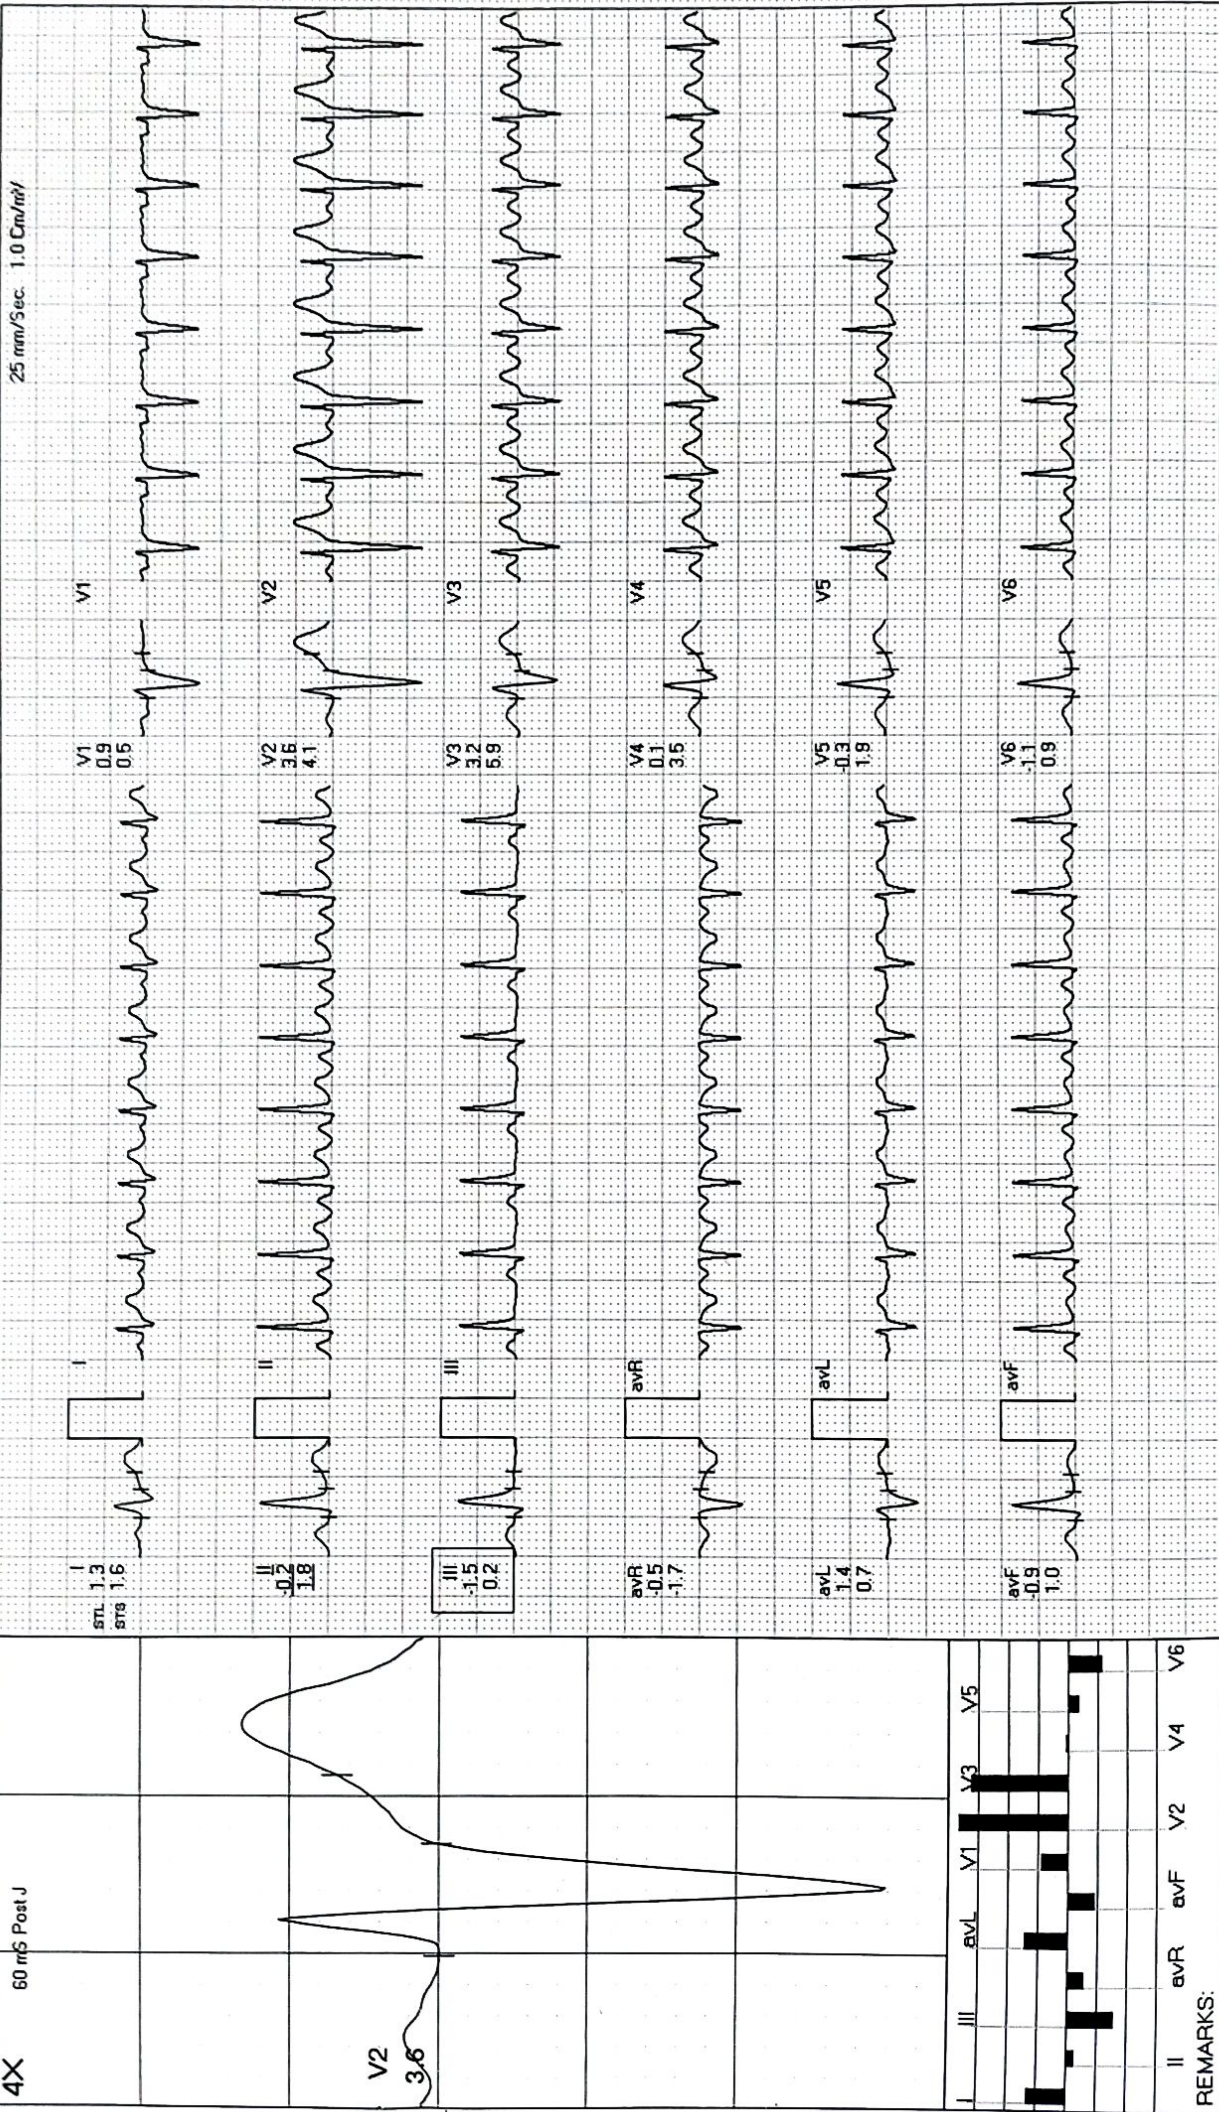 4X
60 mS Post J
25 mm/Sec. 1.0 Cm/mV
V2
3.6
I
STL 1.3
STS 1.6
I
V1
0.9
0.5
V1
II
-0.2
1.8
II
V2
3.6
4.1
V2
III
-1.5
0.2
III
V3
3.2
5.9
V3
avR
-0.5
-1.7
avR
V4
0.1
3.5
V4
avL
1.4
0.7
avL
V5
-0.3
1.9
V5
avF
-0.9
1.0
avF
V6
-1.1
0.9
V6
I III avL V1 V3 V5
II avR avF V2 V4 V6
REMARKS: